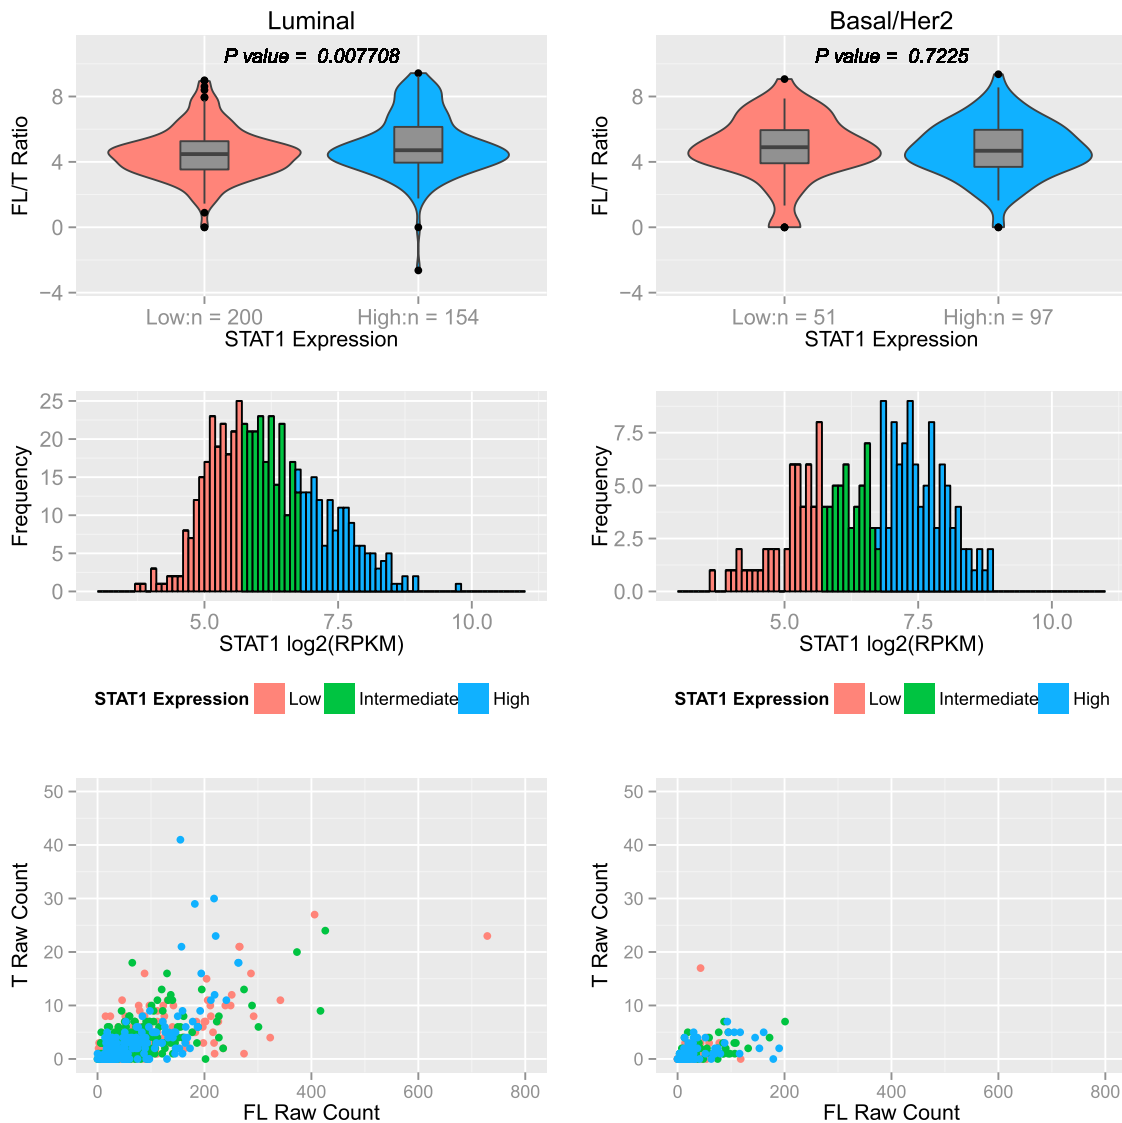 Luminal
Basal/Her2
P value = 0.007708
P value = 0.7225
FL/T Ratio
8
4
0
−4
Low:n = 200
High:n = 154
STAT1 Expression
FL/T Ratio
8
4
0
−4
Low:n = 51
High:n = 97
STAT1 Expression
Frequency
25
20
15
10
5
0
5.0
7.5
10.0
STAT1 log2(RPKM)
Frequency
7.5
5.0
2.5
0.0
5.0
7.5
10.0
STAT1 log2(RPKM)
STAT1 Expression Low Intermediate High
STAT1 Expression Low Intermediate High
T Raw Count
50
40
30
20
10
0
0
200
400
600
800
FL Raw Count
T Raw Count
50
40
30
20
10
0
0
200
400
600
800
FL Raw Count